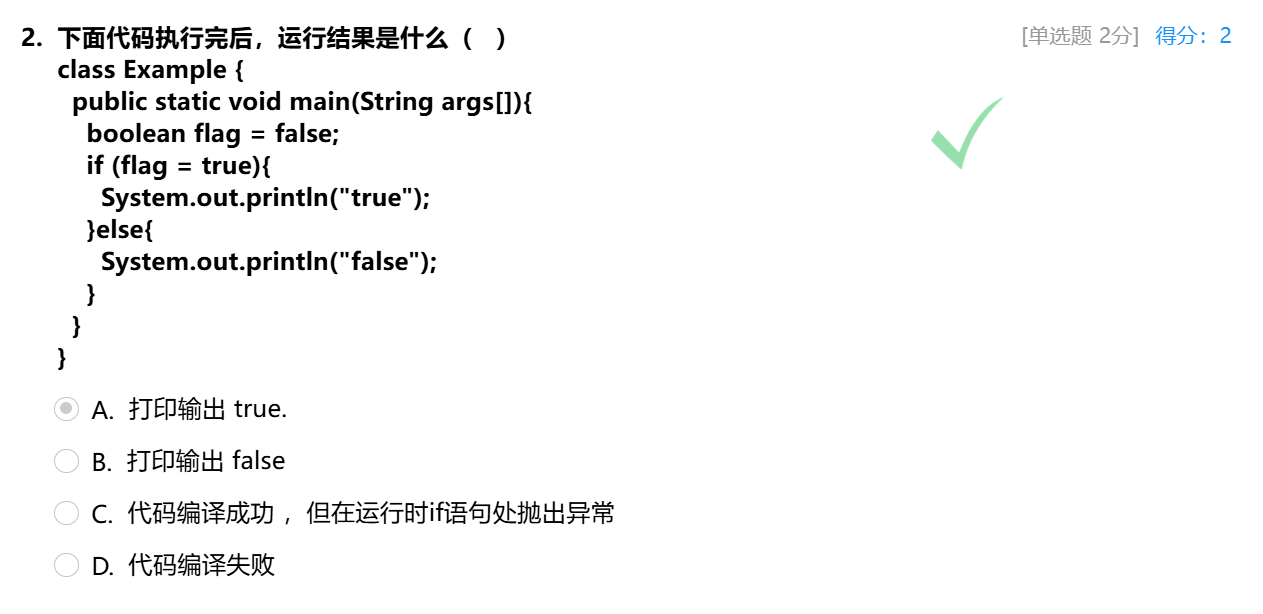 2. 下面代码执行完后，运行结果是什么（ ） [单选题 2分] 得分：2
class Example {
public static void main(String args[]){
boolean flag = false;
if (flag = true){
System.out.println("true");
}else{
System.out.println("false");
}
}
}
A. 打印输出 true.
B. 打印输出 false
C. 代码编译成功 ，但在运行时if语句处抛出异常
D. 代码编译失败